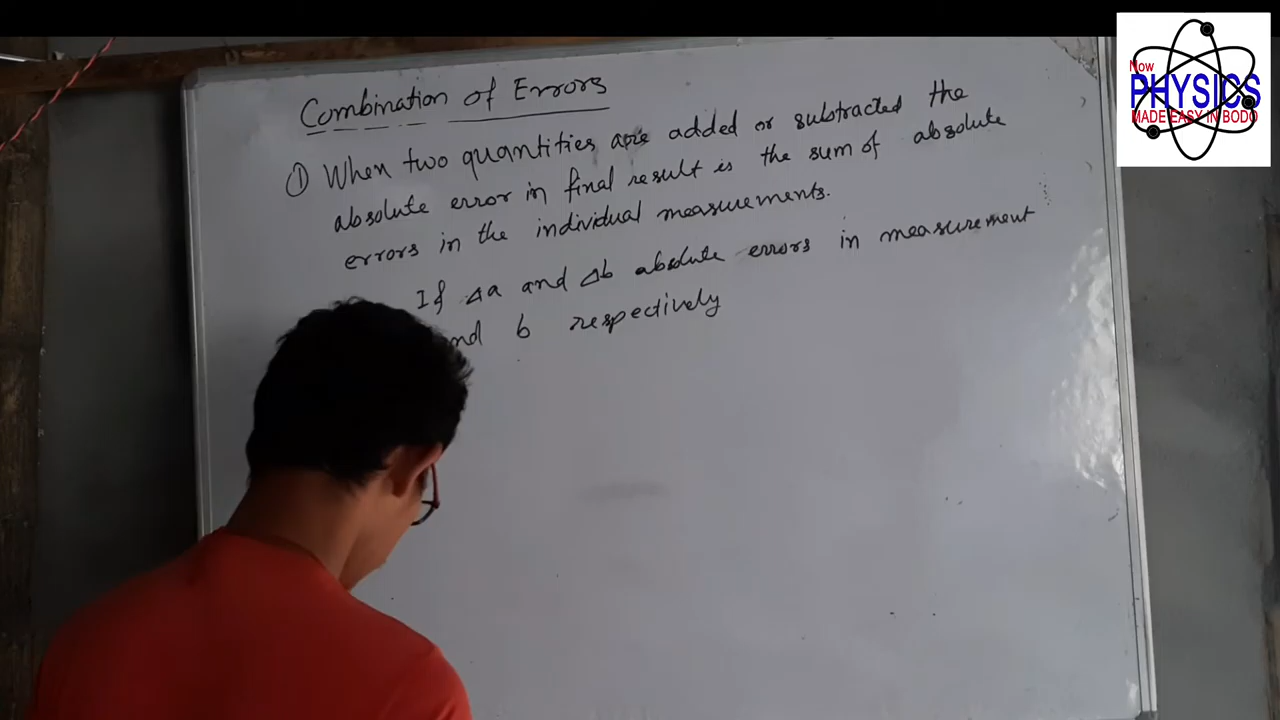 Combination of Errors
① When two quantities are added or subtracted the
absolute error in final result is the sum of absolute
errors in the individual measurements.
If Δa and Δb absolute errors in measurement
and b respectively
Now
PHYSICS
MADE EASY IN BODO